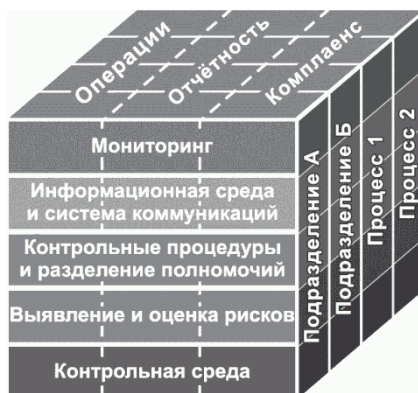 Операции
Отчётность
Комплаенс
Мониторинг
Информационная среда
и система коммуникаций
Контрольные процедуры
и разделение полномочий
Выявление и оценка рисков
Контрольная среда
Подразделение А
Подразделение Б
Процесс 1
Процесс 2